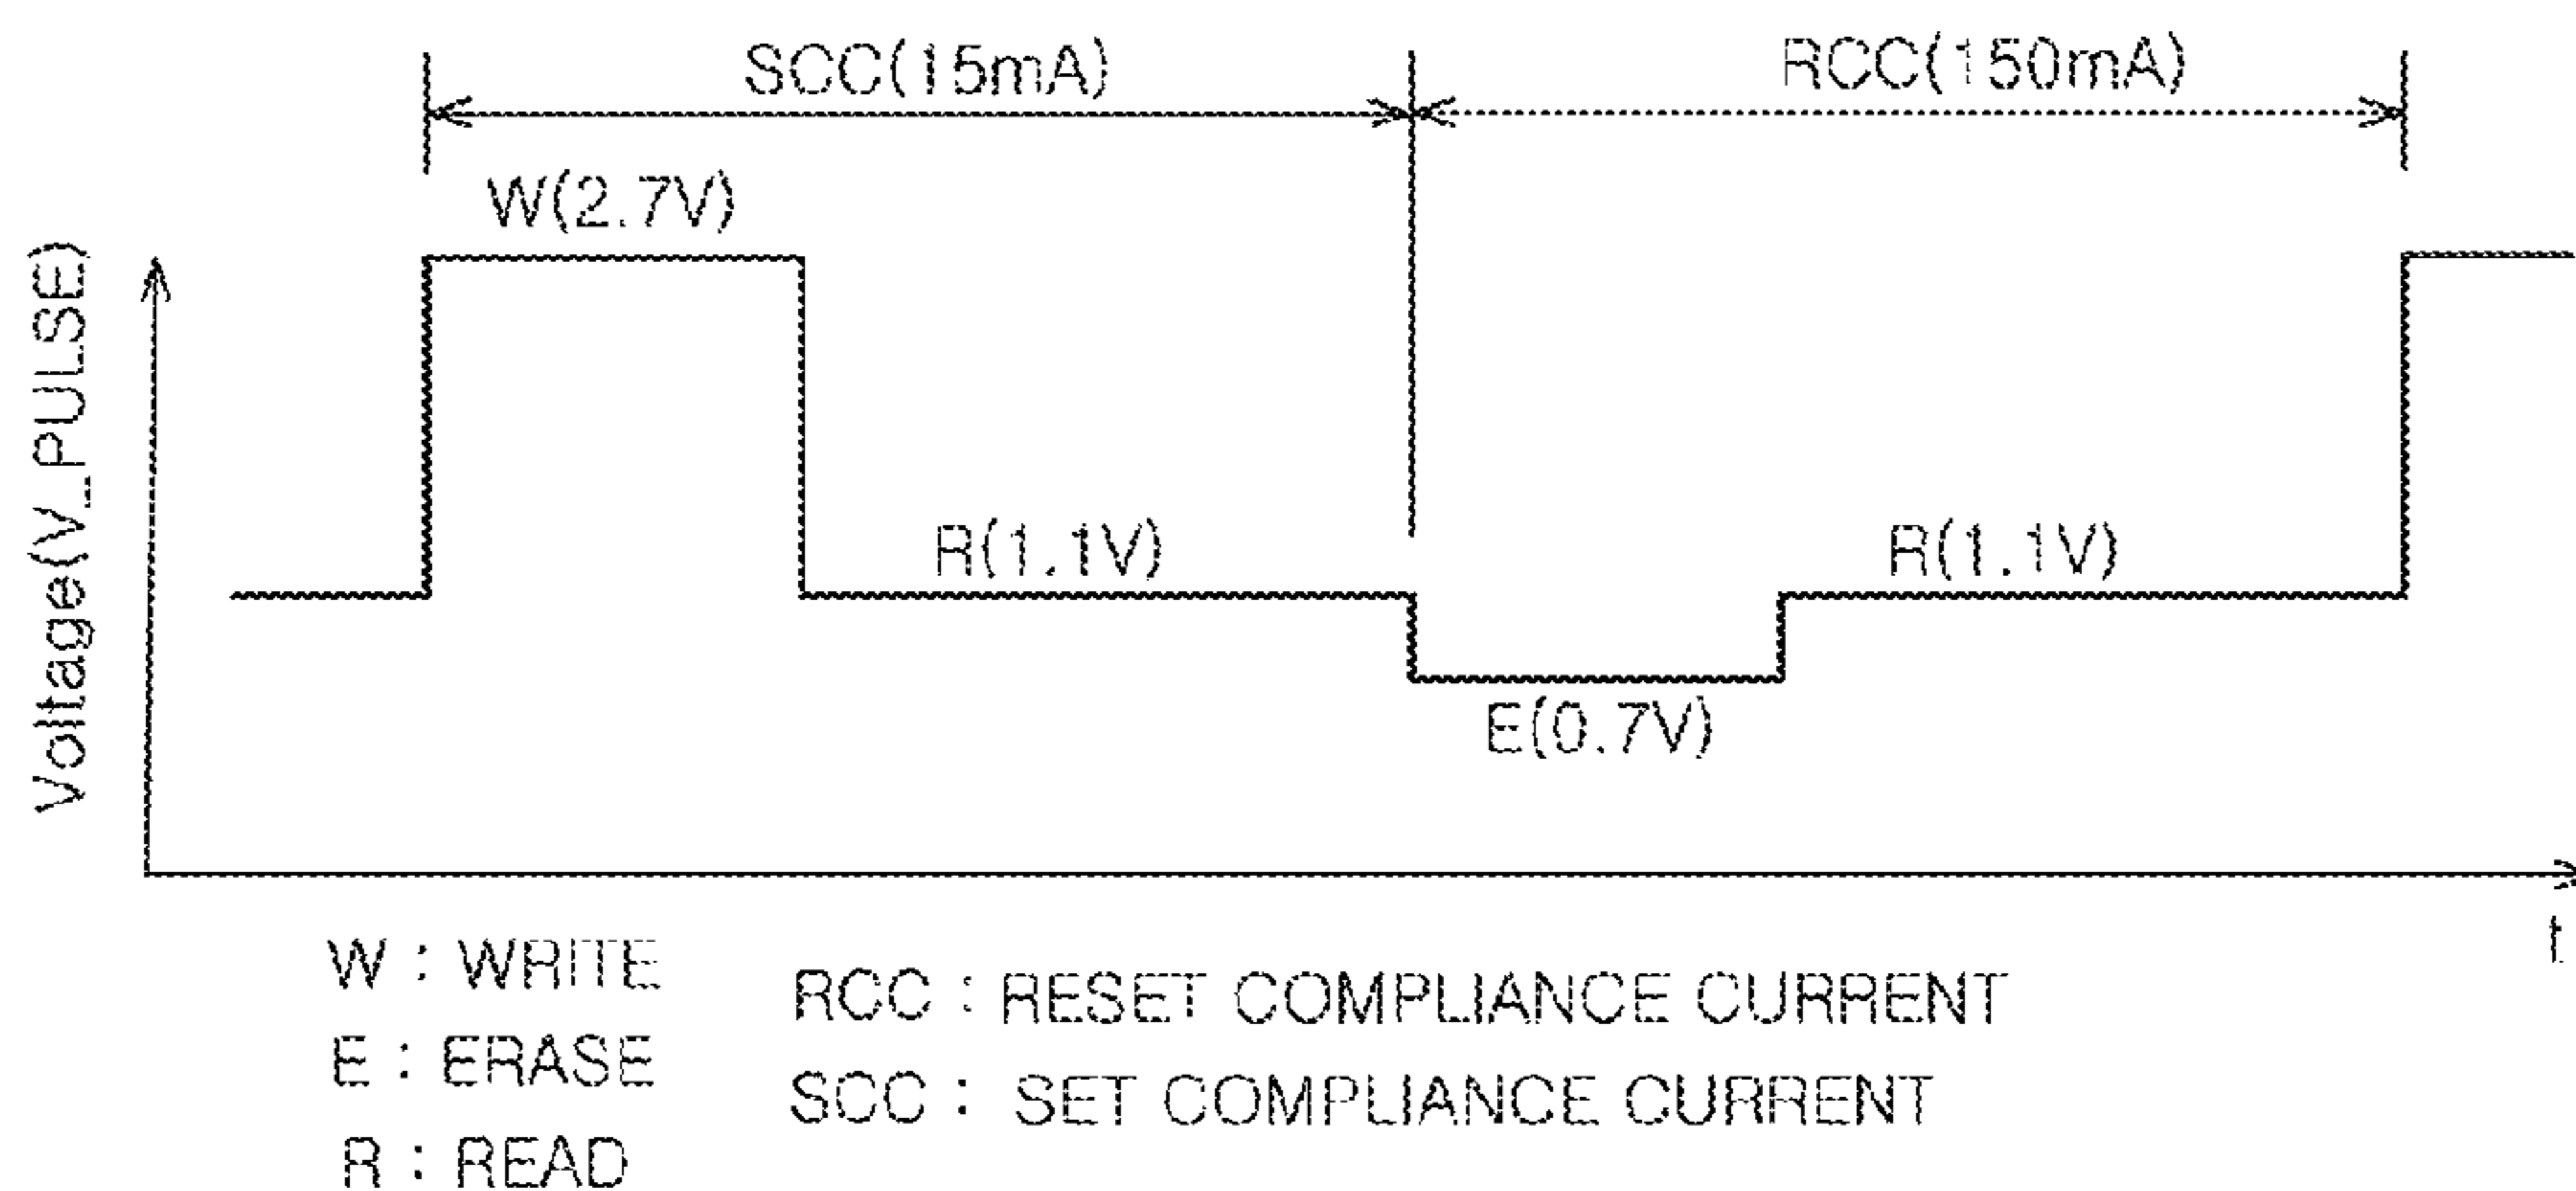 SCC(15mA)
RCC(150mA)
W(2.7V)
Voltage(V_PULSE)
R(1.1V)
R(1.1V)
E(0.7V)
t
W : WRITE
E : ERASE
R : READ
RCC : RESET COMPLIANCE CURRENT
SCC : SET COMPLIANCE CURRENT